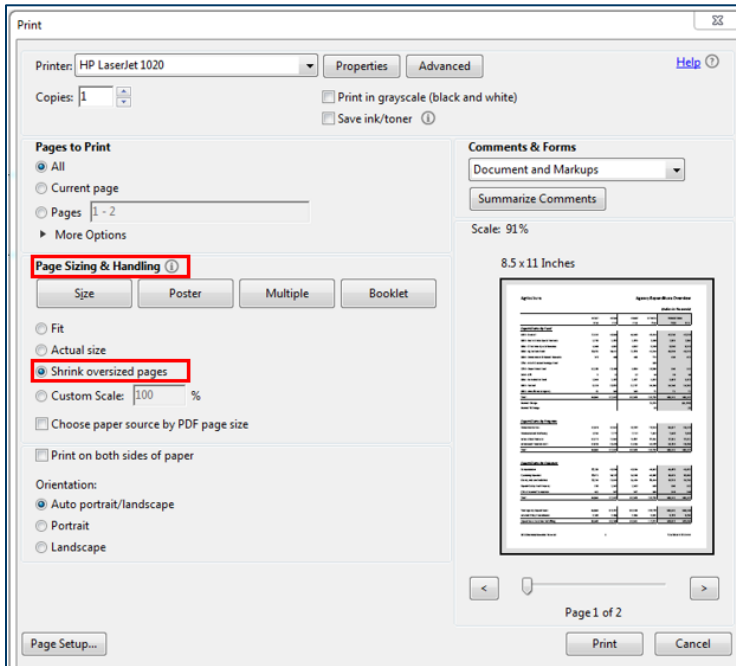 Print
Printer: HP LaserJet 1020 Properties Advanced Help
Copies: 1 Print in grayscale (black and white)
Save ink/toner
Pages to Print
All
Current page
Pages 1 - 2
More Options
Comments & Forms
Document and Markups
Summarize Comments
Scale: 91%
8.5 x 11 Inches
Page Sizing & Handling
Size Poster Multiple Booklet
Fit
Actual size
Shrink oversized pages
Custom Scale: 100 %
Choose paper source by PDF page size
Print on both sides of paper
Orientation:
Auto portrait/landscape
Portrait
Landscape
Agriculture Agency Expenditure Overview
< >
Page 1 of 2
Page Setup... Print Cancel